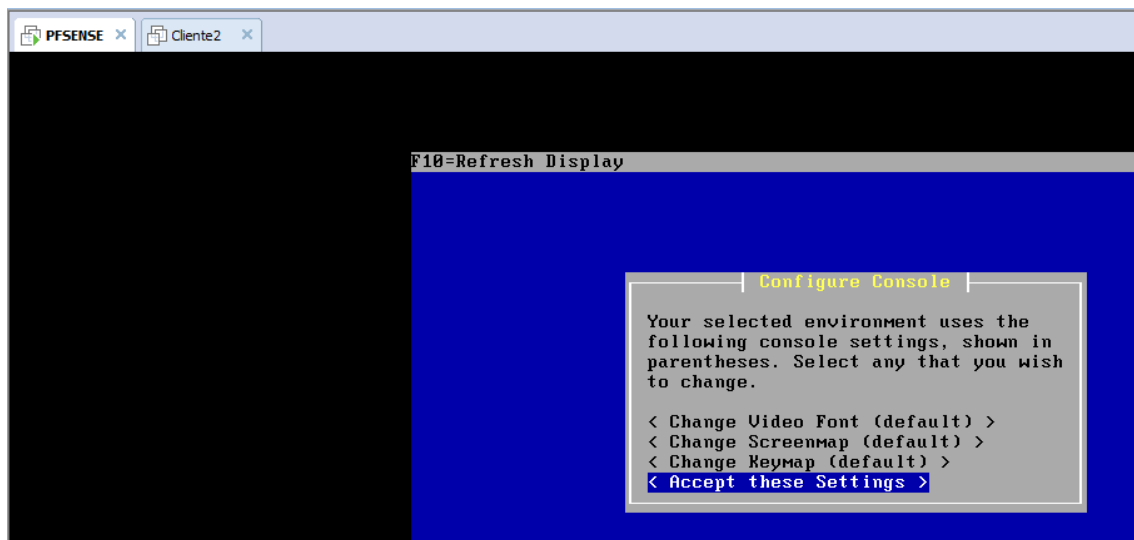 PFSENSE × Cliente2 ×
F10=Refresh Display
Configure Console
Your selected environment uses the
following console settings, shown in
parentheses. Select any that you wish
to change.
< Change Video Font (default) >
< Change Screenmap (default) >
< Change Keymap (default) >
< Accept these Settings >